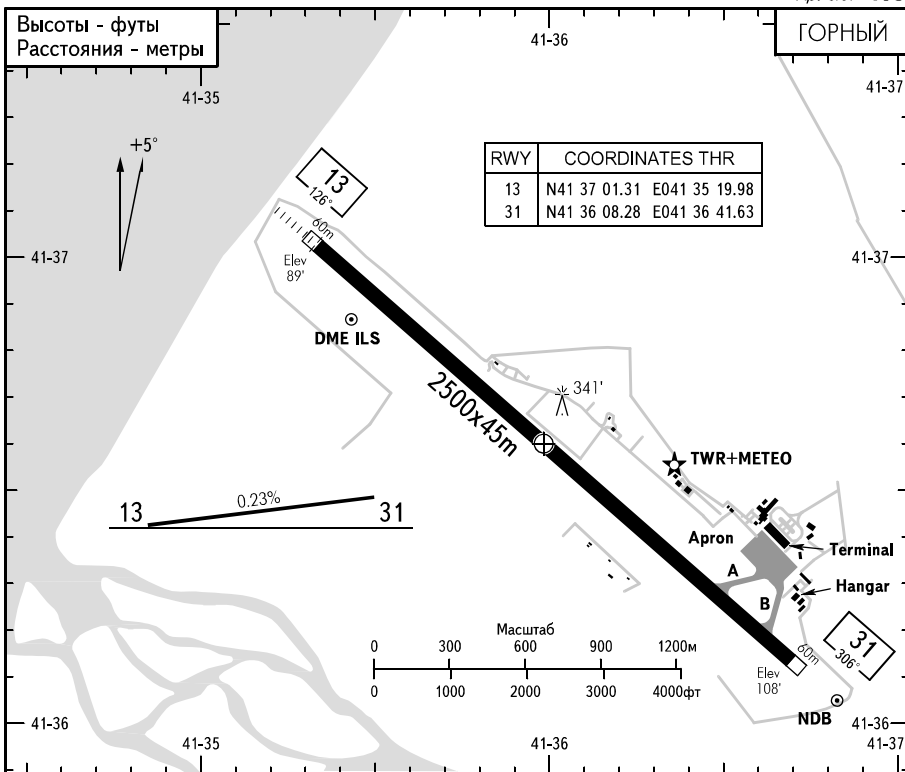 Высоты - футы
Расстояния - метры
ГОРНЫЙ
41-36
41-35
41-37
+5°
RWY COORDINATES THR
13 N41 37 01.31 E041 35 19.98
31 N41 36 08.28 E041 36 41.63
13
126°
60m
Elev
89'
41-37
41-37
DME ILS
341'
2500x45m
TWR+METEO
0.23%
13
31
Apron
Terminal
A
Hangar
B
31
306°
60m
Elev
108'
NDB
Масштаб
0 300 600 900 1200м
0 1000 2000 3000 4000фт
41-36
41-36
41-35
41-36
41-37